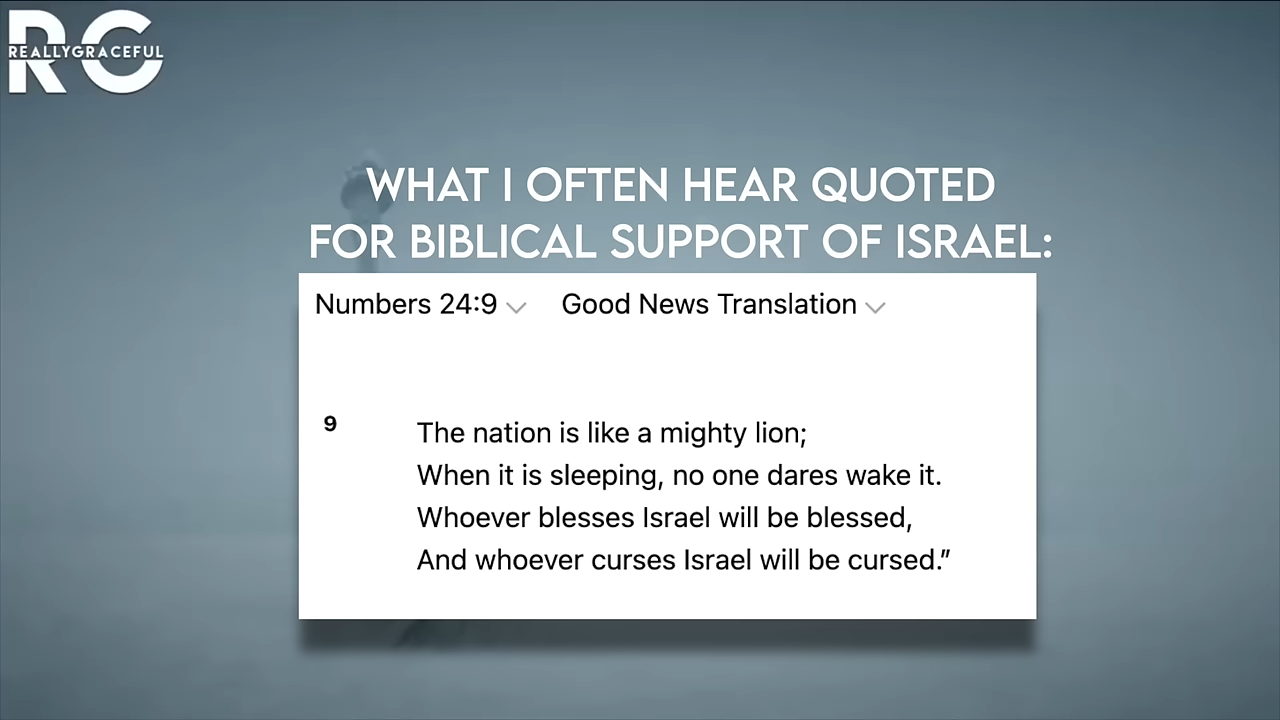 RC
REALLYGRACEFUL
WHAT I OFTEN HEAR QUOTED
FOR BIBLICAL SUPPORT OF ISRAEL:
Numbers 24:9 Good News Translation
9 The nation is like a mighty lion;
When it is sleeping, no one dares wake it.
Whoever blesses Israel will be blessed,
And whoever curses Israel will be cursed.”